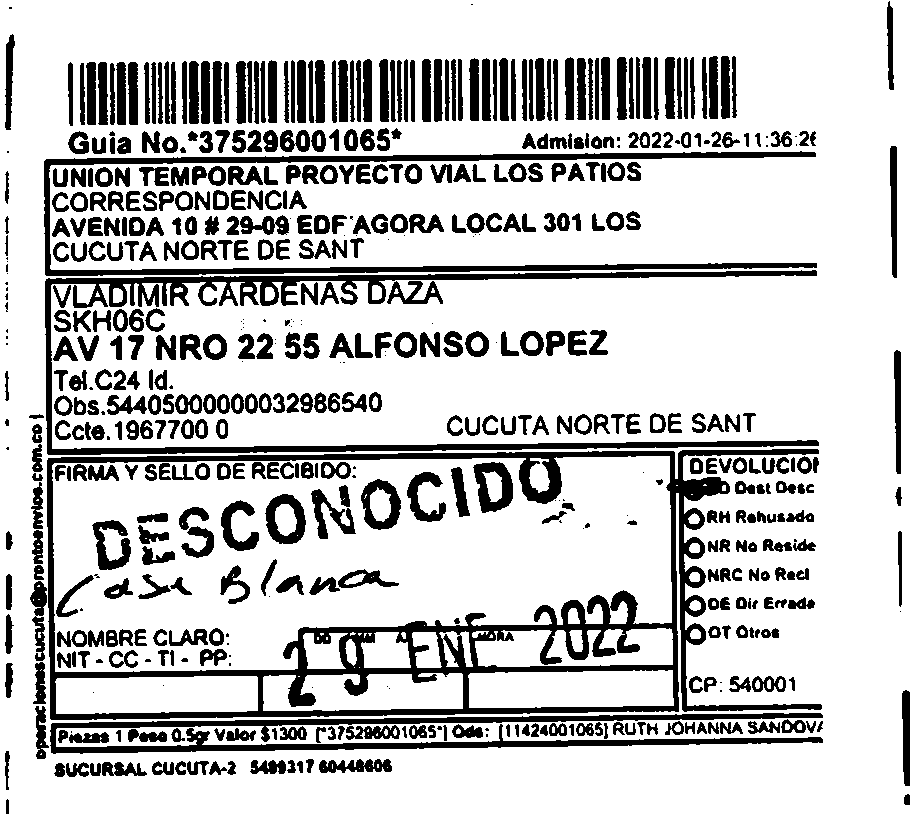 Guia No.*375296001065*
Admision: 2022-01-26-11:36:26
UNION TEMPORAL PROYECTO VIAL LOS PATIOS
CORRESPONDENCIA
AVENIDA 10 # 29-09 EDF AGORA LOCAL 301 LOS
CUCUTA NORTE DE SANT
VLADIMIR CARDENAS DAZA
SKH06C
AV 17 NRO 22 55 ALFONSO LOPEZ
Tel.C24 Id.
Obs.54405000000032986540
Ccte.1967700 0
CUCUTA NORTE DE SANT
operacionescucuta@prontoenvios.com.co
FIRMA Y SELLO DE RECIBIDO:
DESCONOCIDO
Casa Blanca
NOMBRE CLARO:
NIT - CC - TI - PP:
DD MM A HORA
29 ENE 2022
DEVOLUCION
D Dest Desc
RH Rehusado
NR No Reside
NRC No Recl
DE Dir Errada
OT Otros
CP: 540001
Piezas 1 Peso 0.5gr Valor $1300 [*375296001065*] Ods: [11424001065] RUTH JOHANNA SANDOVA
SUCURSAL CUCUTA-2 5499317 60448606